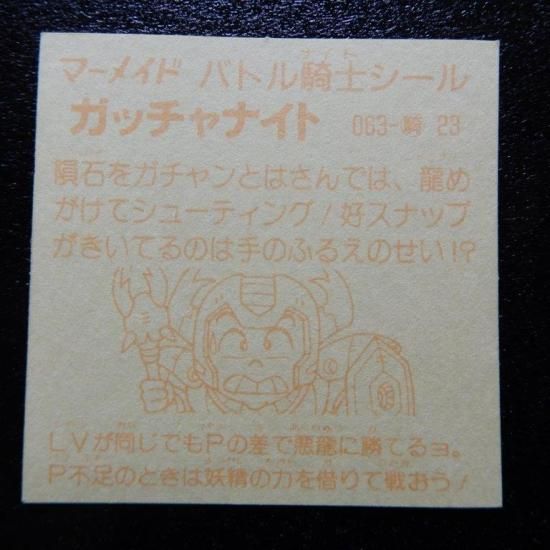 マーメイド バトル騎士シール
ガッチャナイト 063-騎 23
隕石をガチャンとはさんでは、龍め
がけてシューティング!好スナップ
がきいてるのは手のふるえのせい!?
LVが同じでもPの差で悪龍に勝てるョ。
P不足のときは妖精の力を借りて戦おう!